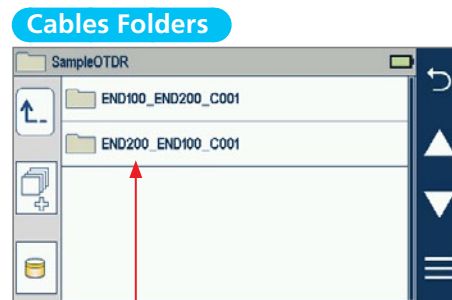 Cables Folders
SampleOTDR
END100_END200_C001
END200_END100_C001